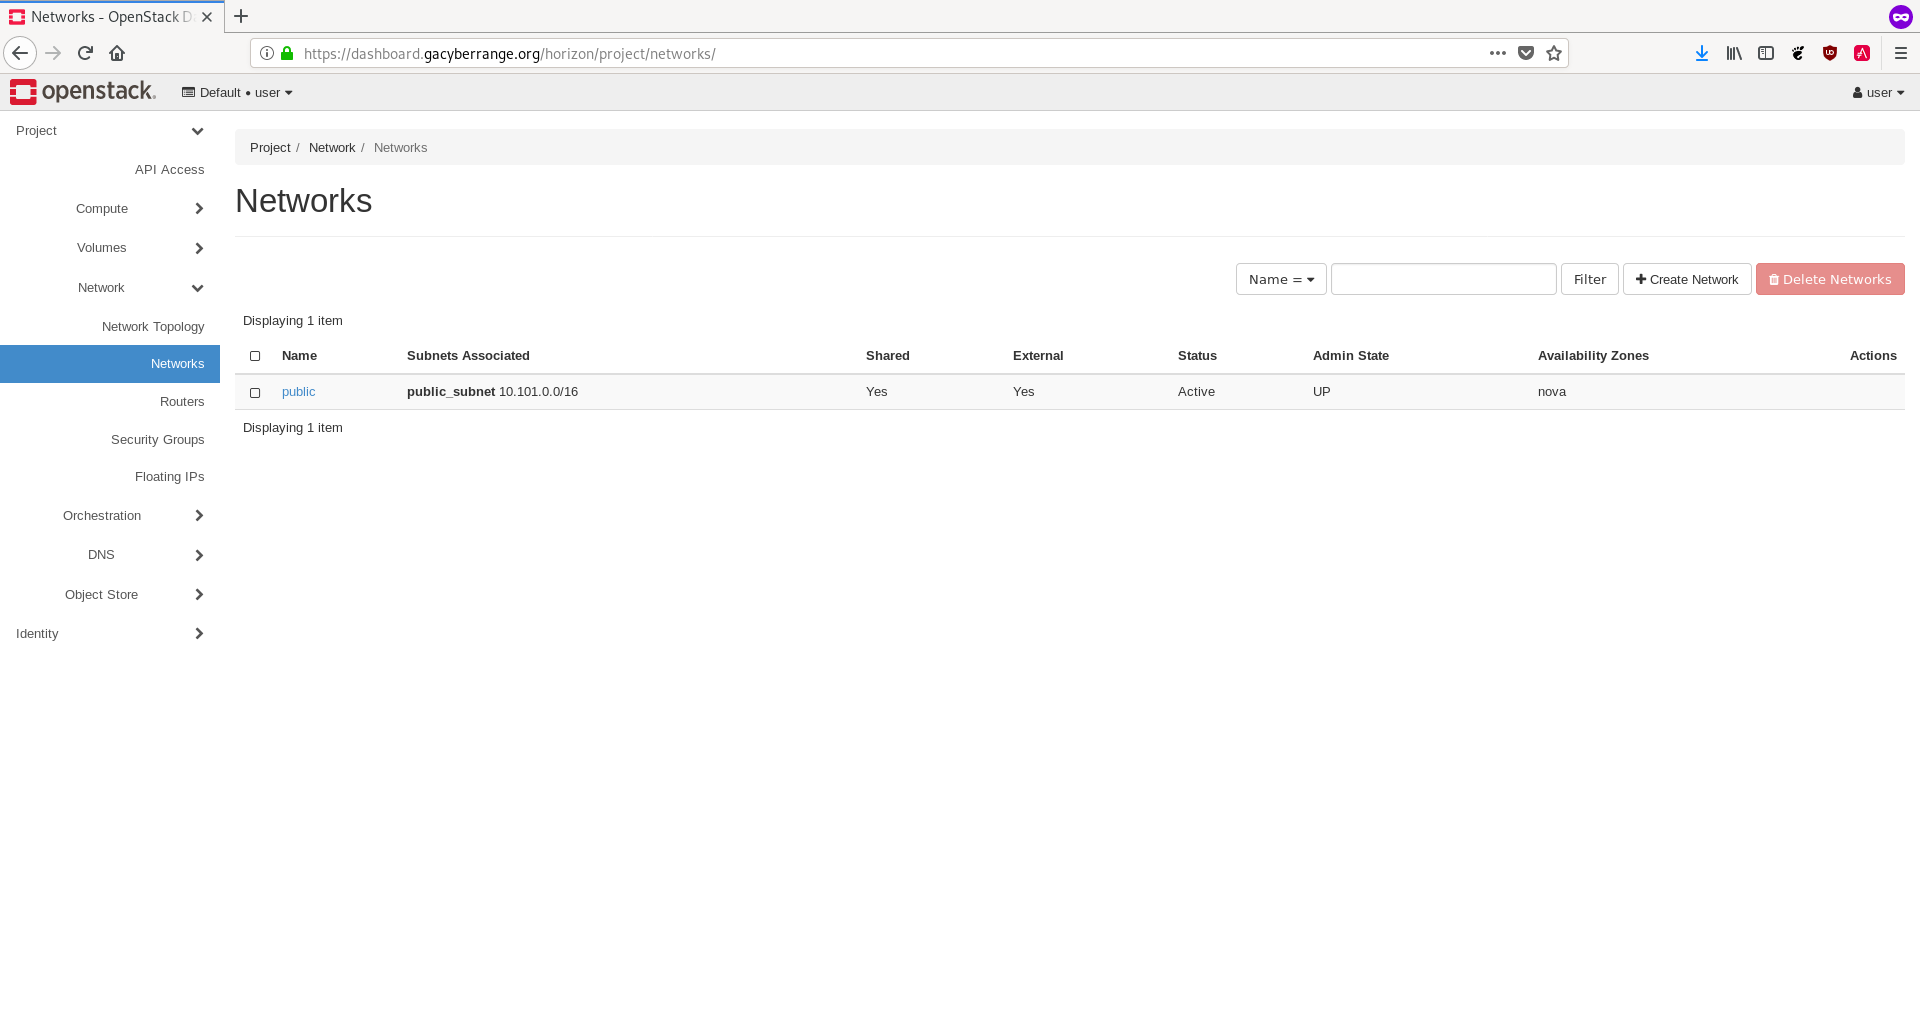 Networks - OpenStack D
https://dashboard.gacyberrange.org/horizon/project/networks/
openstack.
Default • user
user
Project
API Access
Compute
Volumes
Network
Network Topology
Networks
Routers
Security Groups
Floating IPs
Orchestration
DNS
Object Store
Identity
Project / Network / Networks
Networks
Name = Filter Create Network Delete Networks
Displaying 1 item
Name Subnets Associated Shared External Status Admin State Availability Zones Actions
public public_subnet 10.101.0.0/16 Yes Yes Active UP nova
Displaying 1 item